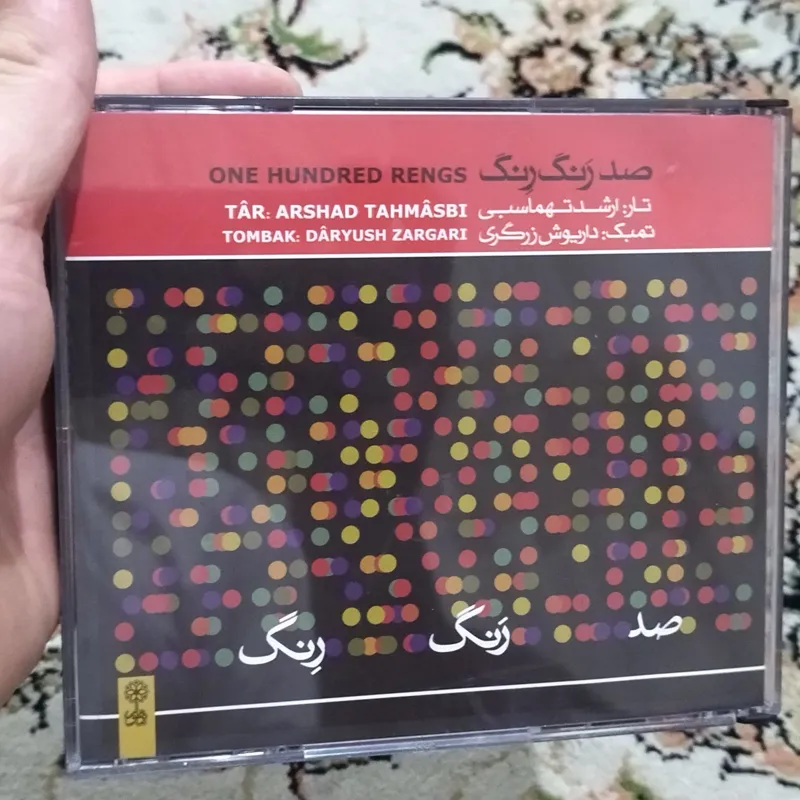 ONE HUNDRED RENGS صد رَنگ رِنگ
TÂR: ARSHAD TAHMÂSBI تار: ارشد تهماسبی
TOMBAK: DÂRYUSH ZARGARI تمبک: داریوش زرگری
صد رَنگ رِنگ